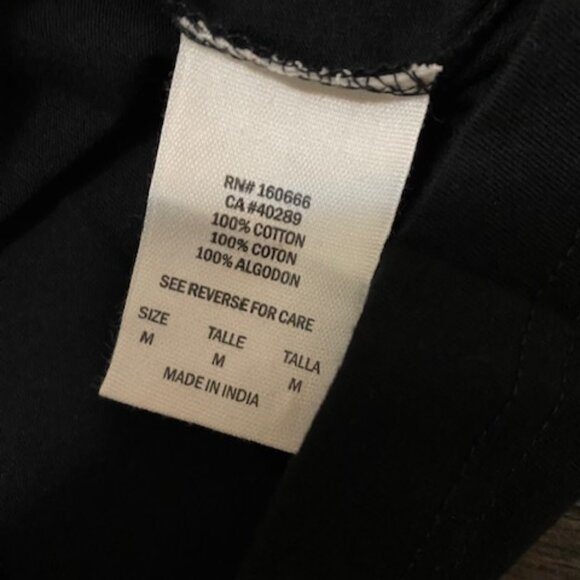 RN# 160666
CA #40289
100% COTTON
100% COTON
100% ALGODON
SEE REVERSE FOR CARE
SIZE TALLE TALLA
M M M
MADE IN INDIA